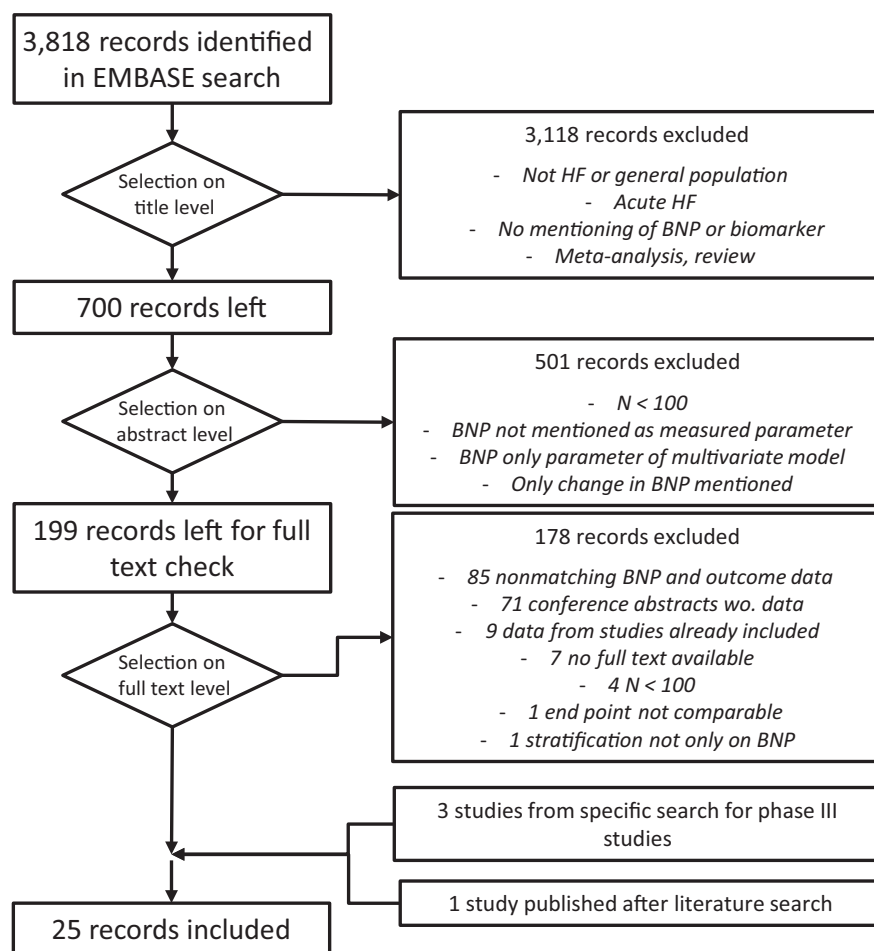 3,818 records identified
in EMBASE search
3,118 records excluded
- Not HF or general population
- Acute HF
- No mentioning of BNP or biomarker
- Meta-analysis, review
Selection on
title level
700 records left
501 records excluded
- N < 100
- BNP not mentioned as measured parameter
- BNP only parameter of multivariate model
- Only change in BNP mentioned
Selection on
abstract level
199 records left for full
text check
178 records excluded
- 85 nonmatching BNP and outcome data
- 71 conference abstracts wo. data
- 9 data from studies already included
- 7 no full text available
- 4 N < 100
- 1 end point not comparable
- 1 stratification not only on BNP
Selection on
full text level
3 studies from specific search for phase III
studies
1 study published after literature search
25 records included